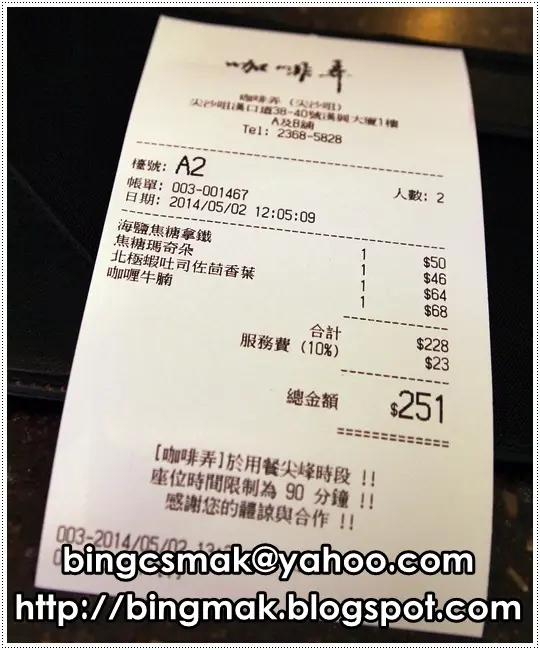 咖啡弄
咖啡弄 (尖沙咀)
尖沙咀漢口道38-40號漢興大廈1樓
A及B舖
Tel: 2368-5828
檯號: A2 人數: 2
帳單: 003-001467
日期: 2014/05/02 12:05:09
海鹽焦糖拿鐵 1 $50
焦糖瑪奇朵 1 $46
北極蝦吐司佐茴香葉 1 $64
咖喱牛腩 1 $68
合計 $228
服務費 (10%) $23
總金額 $251
[咖啡弄]於用餐尖峰時段 !!
座位時間限制為 90 分鐘 !!
感謝您的體諒與合作 !!
003-2014/05/02
bingcsmak@yahoo.com
http://bingmak.blogspot.com